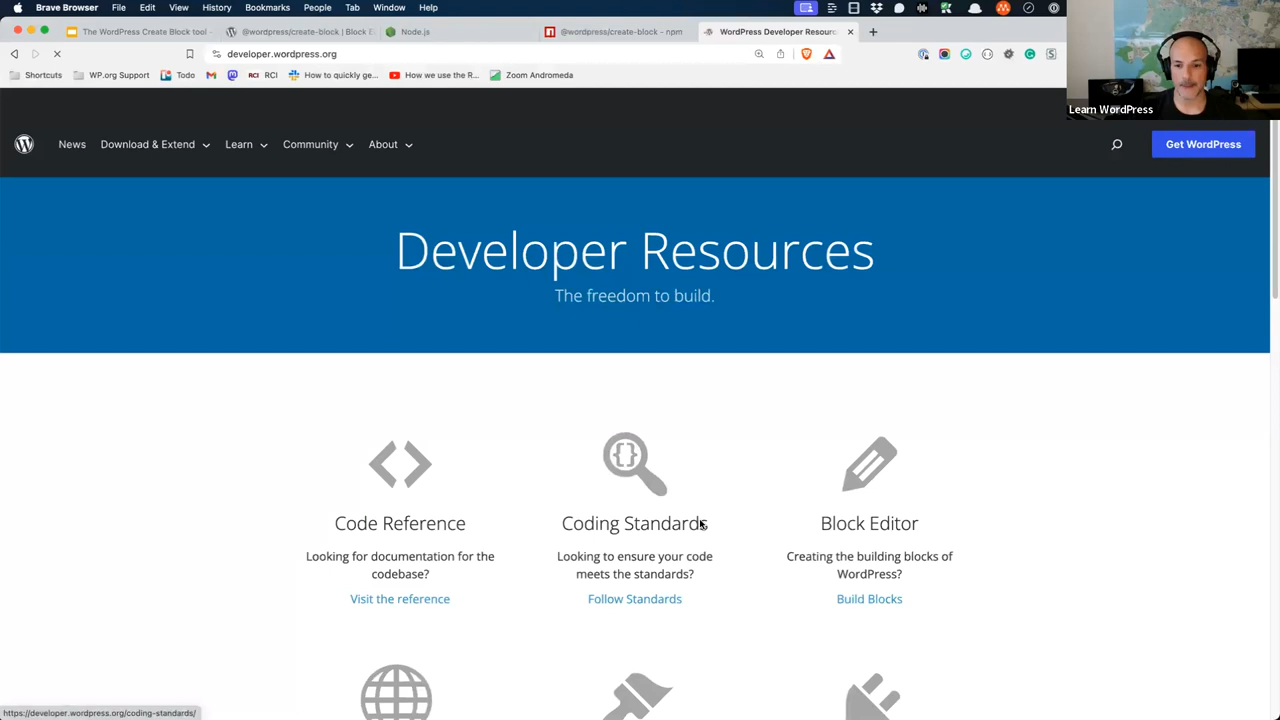 Brave Browser File Edit View History Bookmarks People Tab Window Help
The WordPress Create Block tool -
@wordpress/create-block | Block E
Node.js
@wordpress/create-block - npm
WordPress Developer Resourc
developer.wordpress.org
Shortcuts WP.org Support Todo RCI RCI How to quickly ge... How we use the R... Zoom Andromeda
Learn WordPress
News Download & Extend Learn Community About Get WordPress
Developer Resources
The freedom to build.
Code Reference
Looking for documentation for the
codebase?
Visit the reference
Coding Standards
Looking to ensure your code
meets the standards?
Follow Standards
Block Editor
Creating the building blocks of
WordPress?
Build Blocks
https://developer.wordpress.org/coding-standards/